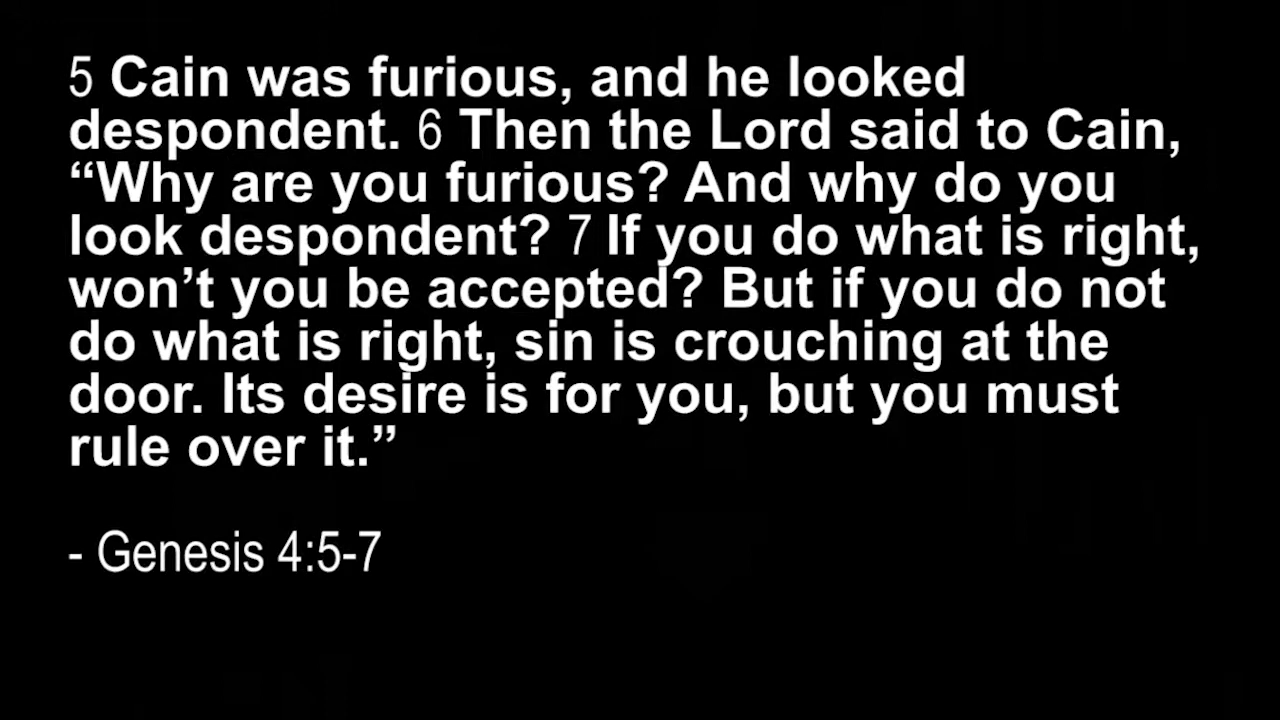 5 Cain was furious, and he looked
despondent. 6 Then the Lord said to Cain,
“Why are you furious? And why do you
look despondent? 7 If you do what is right,
won’t you be accepted? But if you do not
do what is right, sin is crouching at the
door. Its desire is for you, but you must
rule over it.”
- Genesis 4:5-7